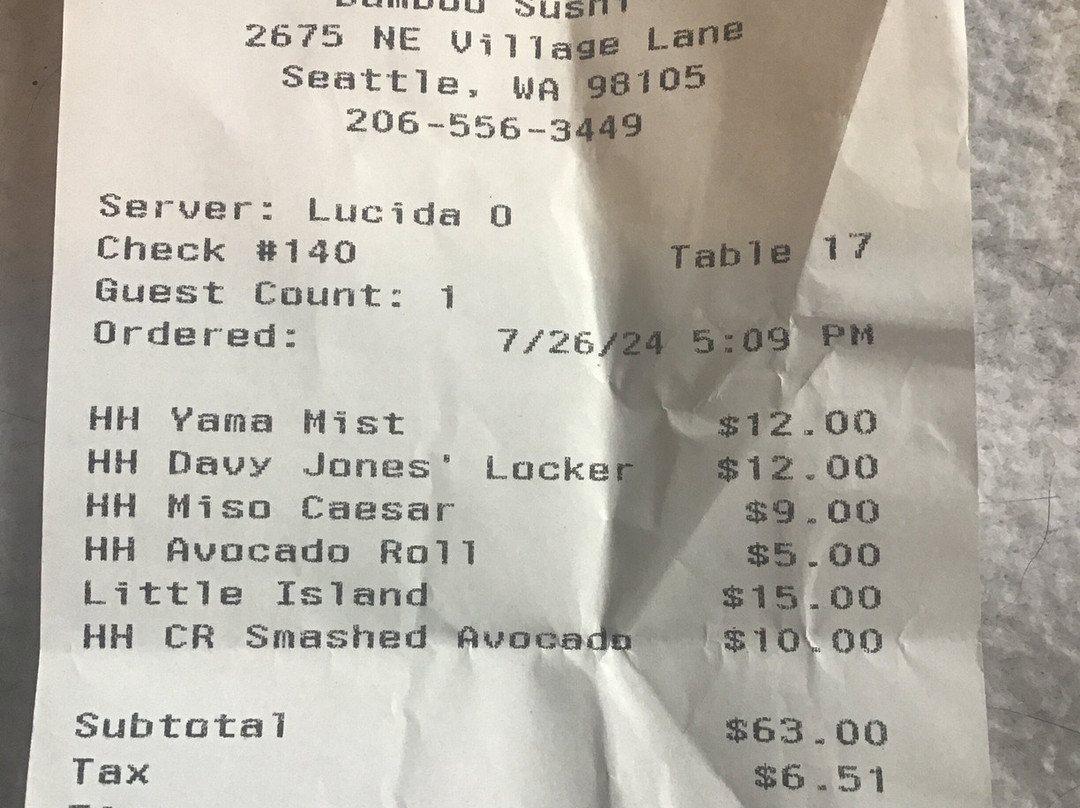 Bamboo Sushi
2675 NE Village Lane
Seattle, WA 98105
206-556-3449
Server: Lucida O
Check #140 Table 17
Guest Count: 1
Ordered: 7/26/24 5:09 PM
HH Yama Mist $12.00
HH Davy Jones' Locker $12.00
HH Miso Caesar $9.00
HH Avocado Roll $5.00
Little Island $15.00
HH CR Smashed Avocado $10.00
Subtotal $63.00
Tax $6.51